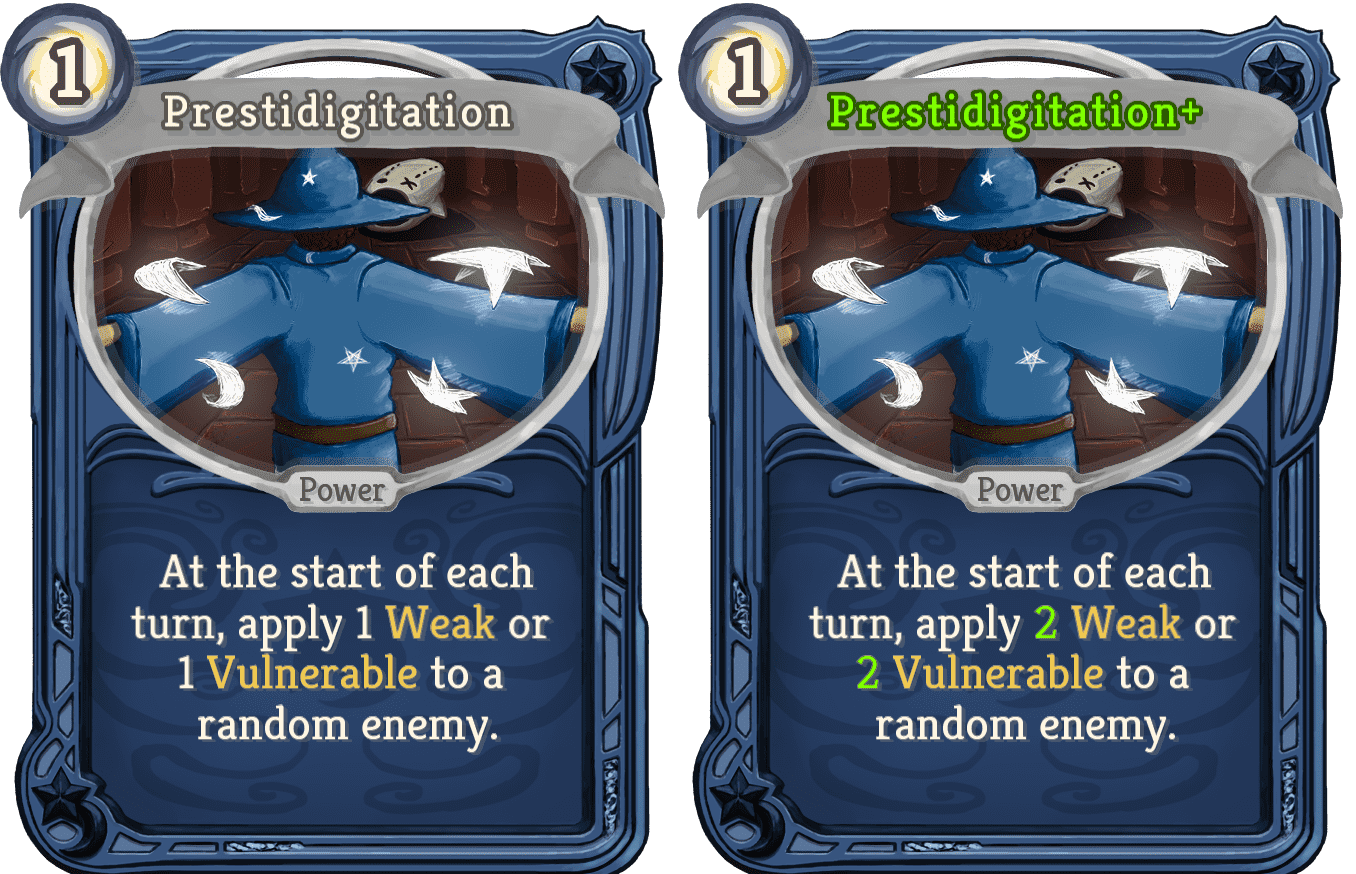 1
Prestidigitation
Power
At the start of each
turn, apply 1 Weak or
1 Vulnerable to a
random enemy.
1
Prestidigitation+
Power
At the start of each
turn, apply 2 Weak or
2 Vulnerable to a
random enemy.